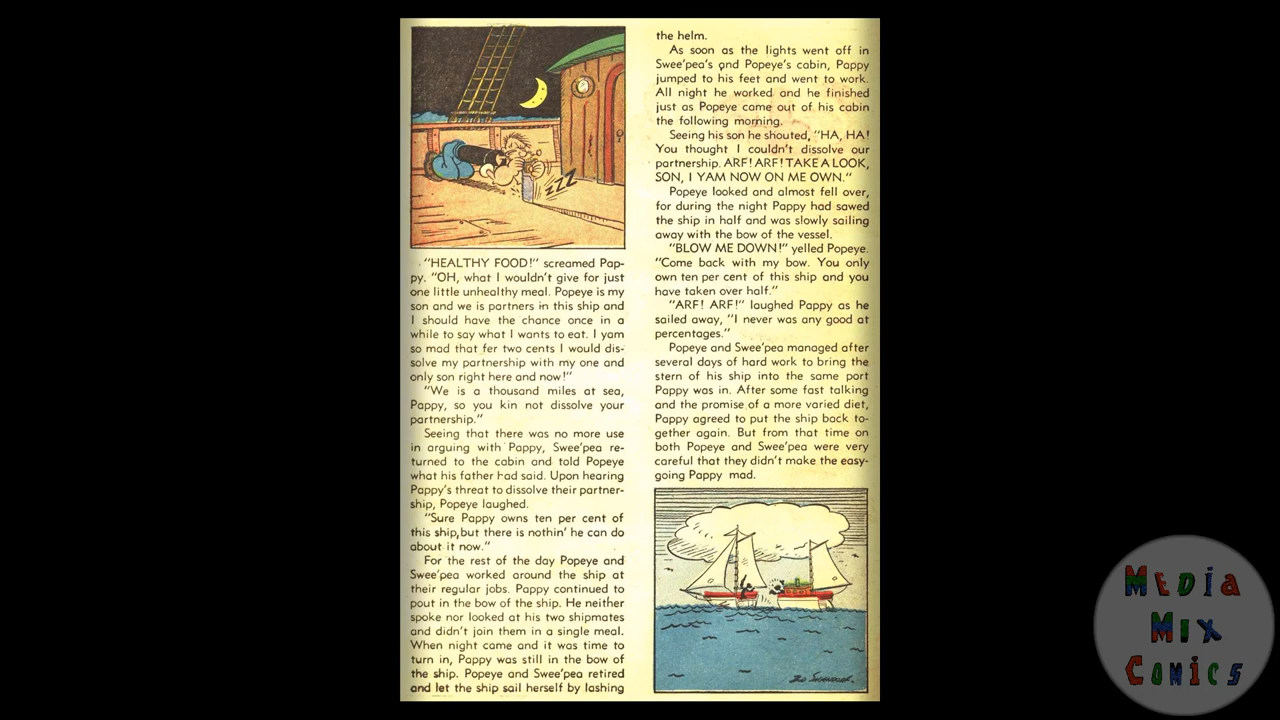 ZZZ
"HEALTHY FOOD!" screamed Pap-
py. "OH, what I wouldn't give for just
one little unhealthy meal. Popeye is my
son and we is partners in this ship and
I should have the chance once in a
while to say what I wants to eat. I yam
so mad that fer two cents I would dis-
solve my partnership with my one and
only son right here and now!"
"We is a thousand miles at sea,
Pappy, so you kin not dissolve your
partnership."
Seeing that there was no more use
in arguing with Pappy, Swee'pea re-
turned to the cabin and told Popeye
what his father had said. Upon hearing
Pappy's threat to dissolve their partner-
ship, Popeye laughed.
"Sure Pappy owns ten per cent of
this ship, but there is nothin' he can do
about it now."
For the rest of the day Popeye and
Swee'pea worked around the ship at
their regular jobs. Pappy continued to
pout in the bow of the ship. He neither
spoke nor looked at his two shipmates
and didn't join them in a single meal.
When night came and it was time to
turn in, Pappy was still in the bow of
the ship. Popeye and Swee'pea retired
and let the ship sail herself by lashing
the helm.
As soon as the lights went off in
Swee'pea's and Popeye's cabin, Pappy
jumped to his feet and went to work.
All night he worked and he finished
just as Popeye came out of his cabin
the following morning.
Seeing his son he shouted, "HA, HA!
You thought I couldn't dissolve our
partnership. ARF! ARF! TAKE A LOOK,
SON, I YAM NOW ON ME OWN."
Popeye looked and almost fell over,
for during the night Pappy had sawed
the ship in half and was slowly sailing
away with the bow of the vessel.
"BLOW ME DOWN!" yelled Popeye.
"Come back with my bow. You only
own ten per cent of this ship and you
have taken over half."
"ARF! ARF!" laughed Pappy as he
sailed away, "I never was any good at
percentages."
Popeye and Swee'pea managed after
several days of hard work to bring the
stern of his ship into the same port
Pappy was in. After some fast talking
and the promise of a more varied diet,
Pappy agreed to put the ship back to-
gether again. But from that time on
both Popeye and Swee'pea were very
careful that they didn't make the easy-
going Pappy mad.
MEDIA
MIX
COMICS